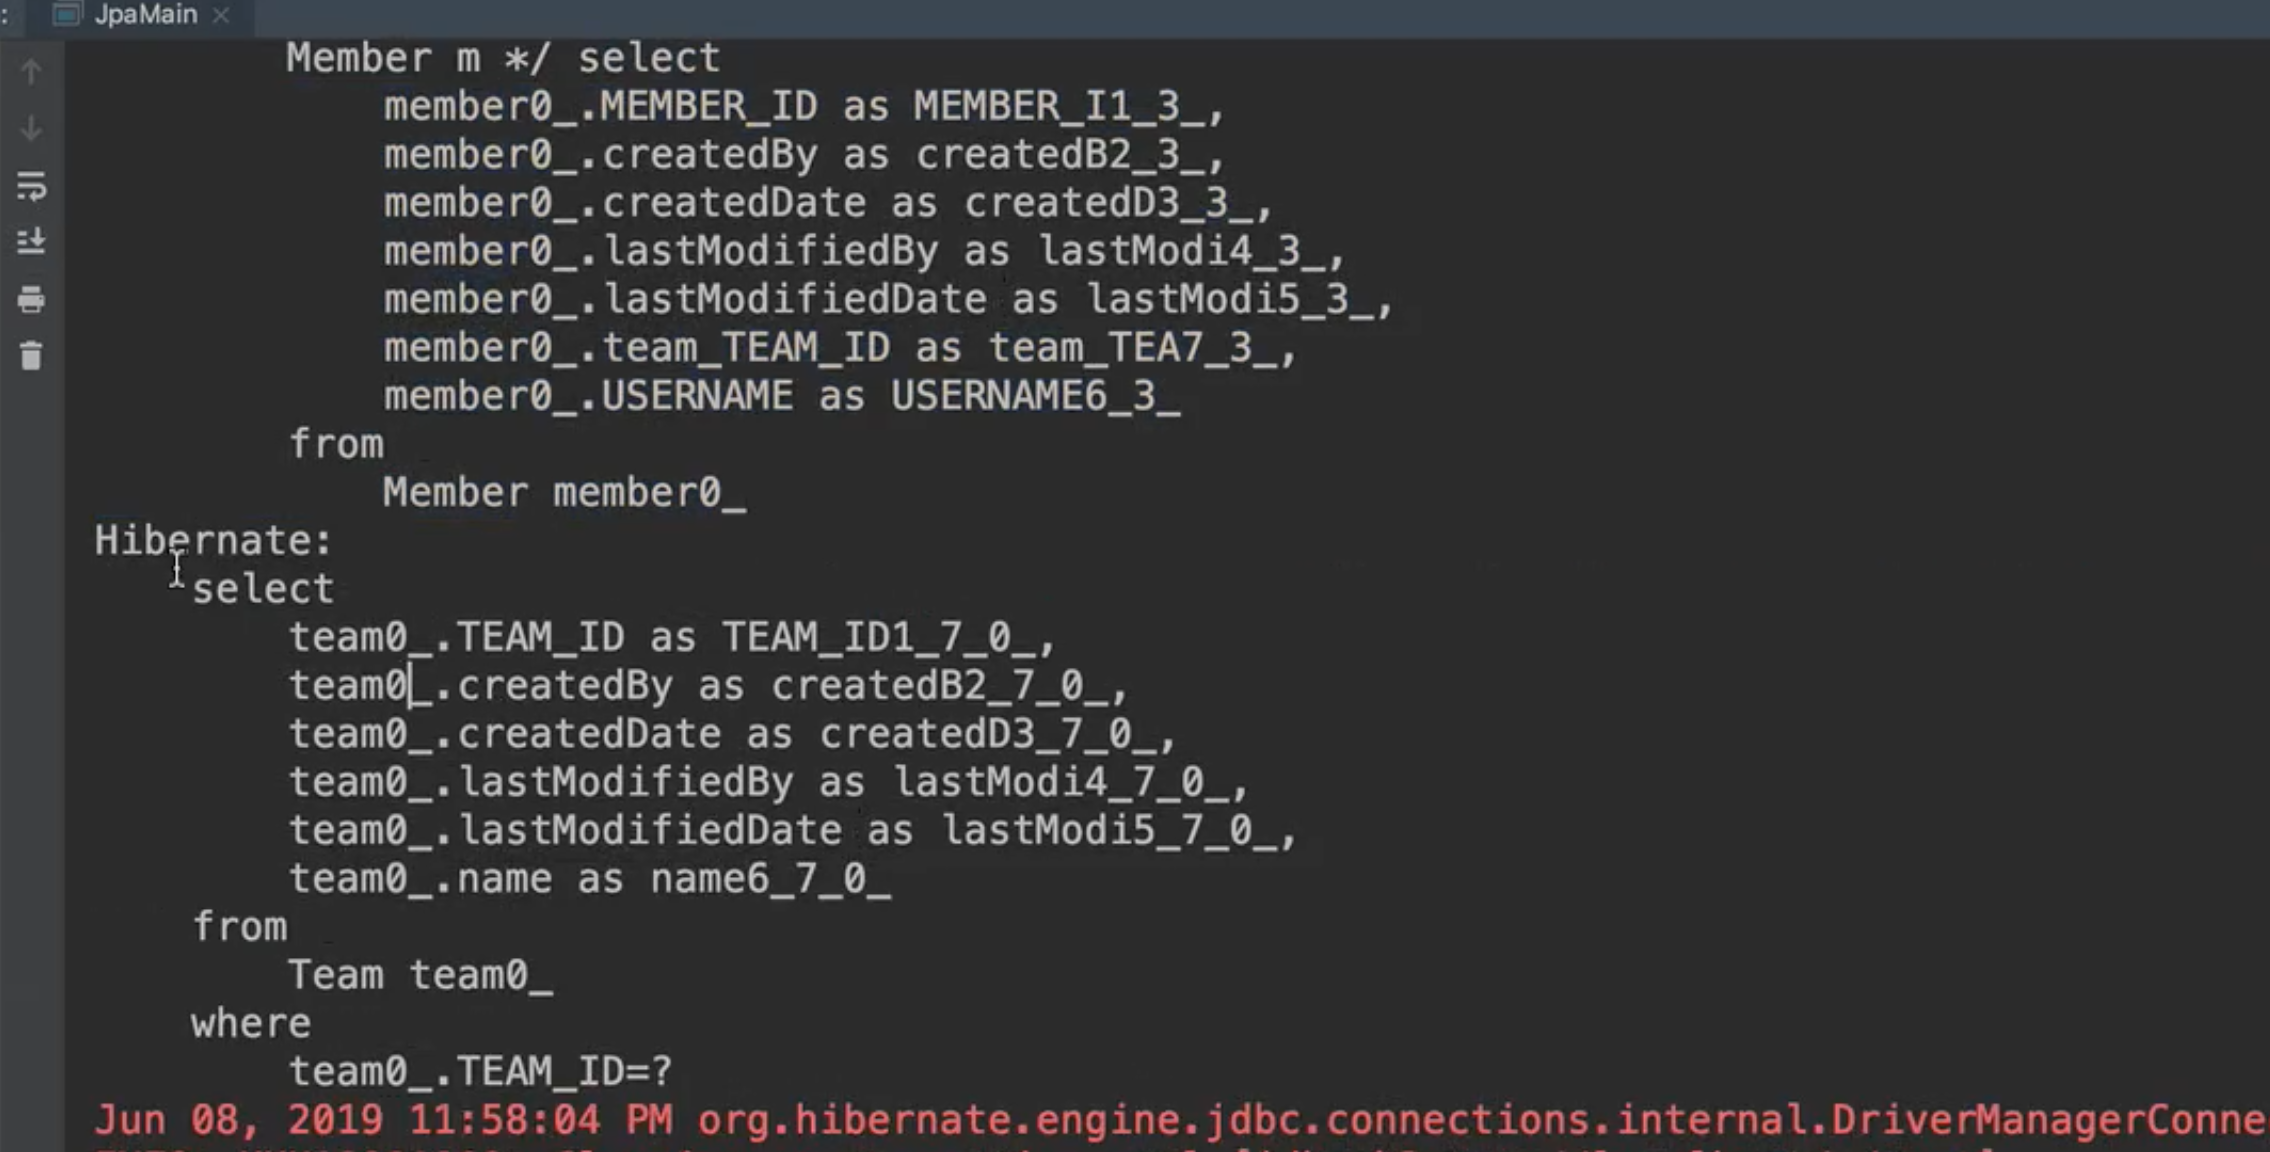 : JpaMain
Member m */ select
member0_.MEMBER_ID as MEMBER_I1_3_,
member0_.createdBy as createdB2_3_,
member0_.createdDate as createdD3_3_,
member0_.lastModifiedBy as lastModi4_3_,
member0_.lastModifiedDate as lastModi5_3_,
member0_.team_TEAM_ID as team_TEA7_3_,
member0_.USERNAME as USERNAME6_3_
from
Member member0_
Hibernate:
select
team0_.TEAM_ID as TEAM_ID1_7_0_,
team0_.createdBy as createdB2_7_0_,
team0_.createdDate as createdD3_7_0_,
team0_.lastModifiedBy as lastModi4_7_0_,
team0_.lastModifiedDate as lastModi5_7_0_,
team0_.name as name6_7_0_
from
Team team0_
where
team0_.TEAM_ID=?
Jun 08, 2019 11:58:04 PM org.hibernate.engine.jdbc.connections.internal.DriverManagerConne